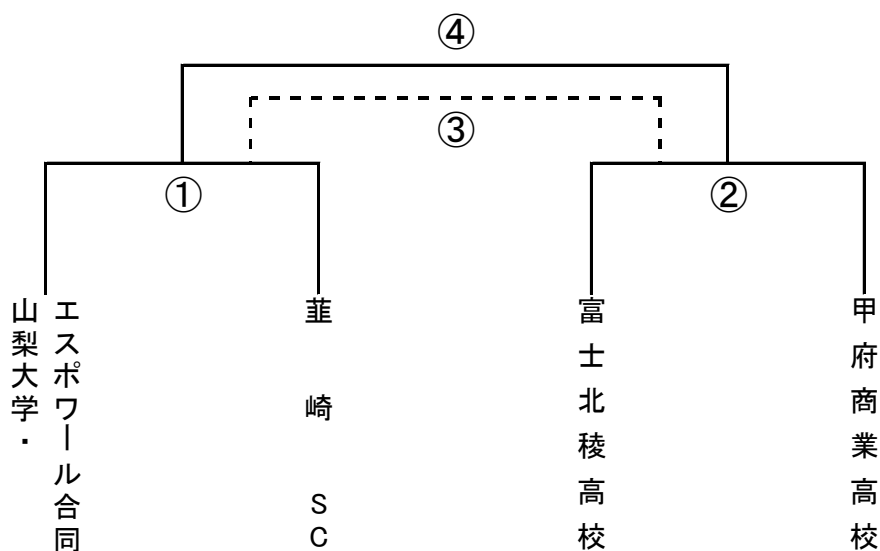 ④
③
①
②
山梨大学・
エスポワール合同
韮崎SC
富士北稜高校
甲府商業高校